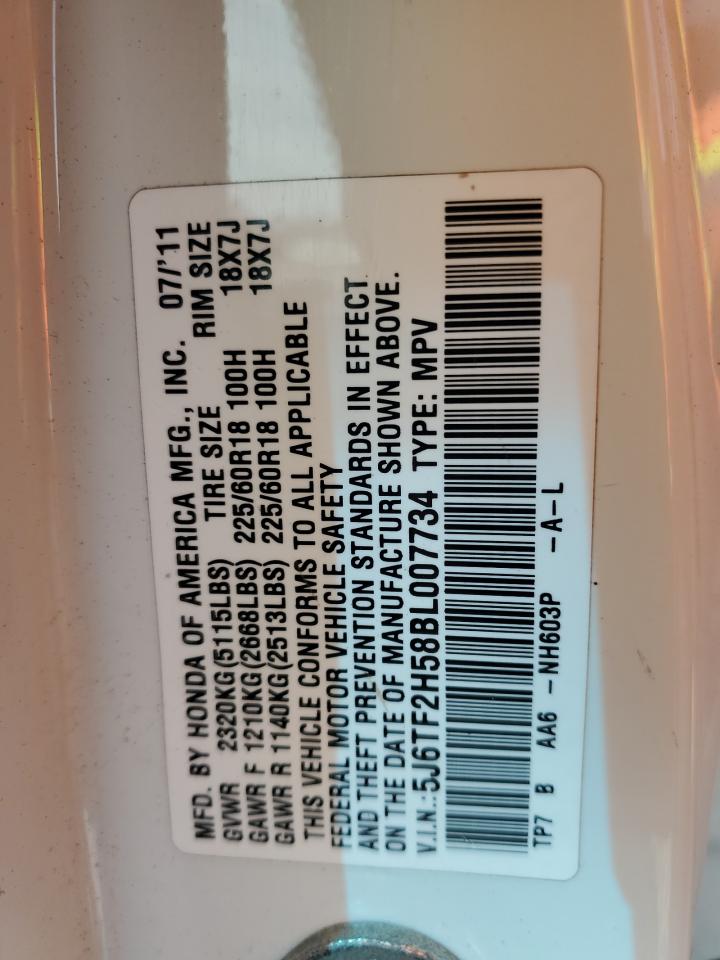 MFD. BY HONDA OF AMERICA MFG., INC. 07/'11
GVWR 2320KG(5115LBS) TIRE SIZE RIM SIZE
GAWR F 1210KG(2668LBS) 225/60R18 100H 18X7J
GAWR R 1140KG(2513LBS) 225/60R18 100H 18X7J
THIS VEHICLE CONFORMS TO ALL APPLICABLE
FEDERAL MOTOR VEHICLE SAFETY
AND THEFT PREVENTION STANDARDS IN EFFECT
ON THE DATE OF MANUFACTURE SHOWN ABOVE.
V.I.N.:5J6TF2H58BL007734 TYPE: MPV
TP7 B AA6 -NH603P -A-L